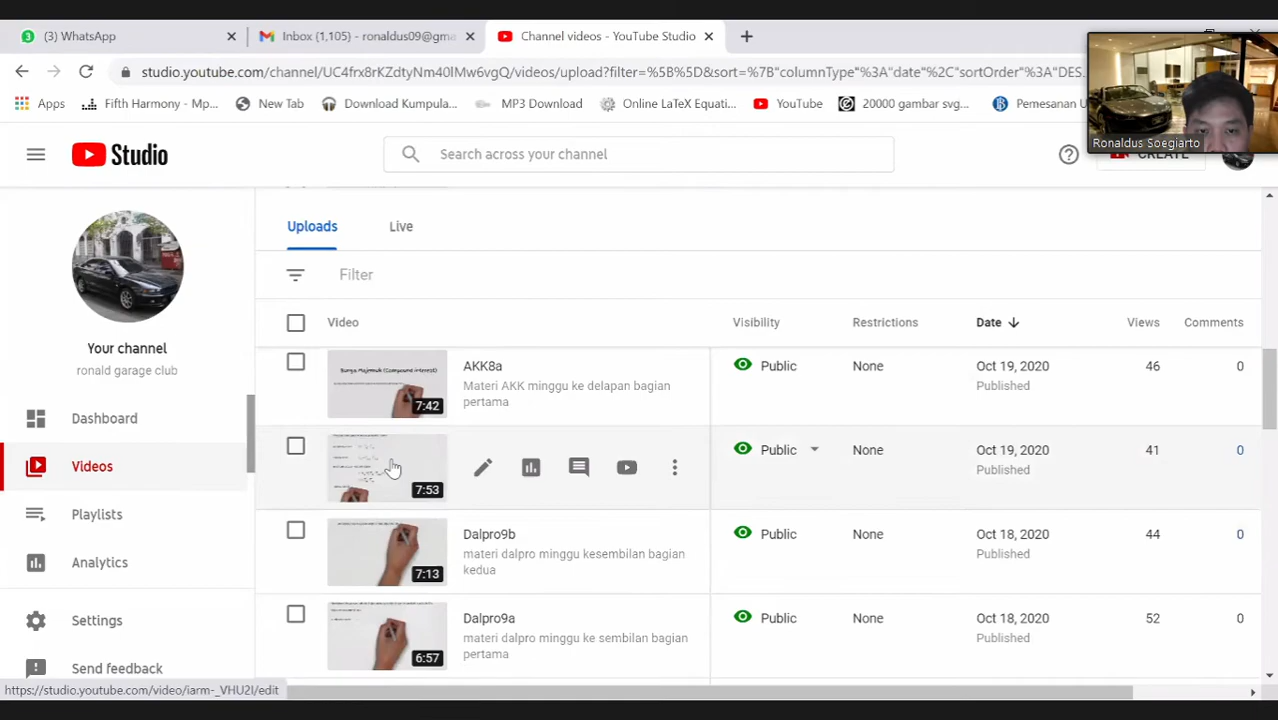 (3) WhatsApp
Inbox (1,105) - ronaldus09@gma
Channel videos - YouTube Studio
studio.youtube.com/channel/UC4frx8rKZdtyNm40IMw6vgQ/videos/upload?filter=%5B%5D&sort=%7B"columnType"%3A"date"%2C"sortOrder"%3A"DES...
Apps
Fifth Harmony - Mp...
New Tab
Download Kumpula...
MP3 Download
Online LaTeX Equati...
YouTube
20000 gambar svg...
Pemesanan U
Ronaldus Soegiarto
Studio
Search across your channel
CREATE
Your channel
ronald garage club
Dashboard
Videos
Playlists
Analytics
Settings
Send feedback
Uploads
Live
Filter
Video
Visibility
Restrictions
Date
Views
Comments
Bunga Majemuk (Compound Interest)
7:42
AKK8a
Materi AKK minggu ke delapan bagian
pertama
Public
None
Oct 19, 2020
Published
46
0
7:53
Public
None
Oct 19, 2020
Published
41
0
7:13
Dalpro9b
materi dalpro minggu kesembilan bagian
kedua
Public
None
Oct 18, 2020
Published
44
0
6:57
Dalpro9a
materi dalpro minggu ke sembilan bagian
pertama
Public
None
Oct 18, 2020
Published
52
0
https://studio.youtube.com/video/iarm-_VHU2I/edit